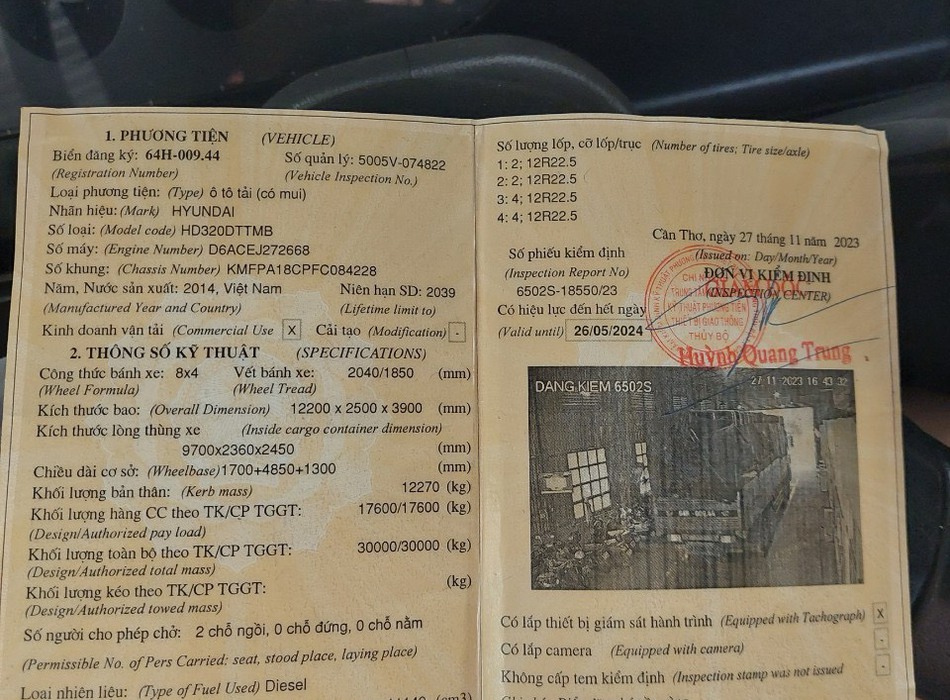 1. PHƯƠNG TIỆN (VEHICLE)
Biển đăng ký: 64H-009.44 Số quản lý: 5005V-074822
(Registration Number) (Vehicle Inspection No.)
Loại phương tiện: (Type) ô tô tải (có mui)
Nhãn hiệu: (Mark) HYUNDAI
Số loại: (Model code) HD320DTTMB
Số máy: (Engine Number) D6ACEJ272668
Số khung: (Chassis Number) KMFPA18CPFC084228
Năm, Nước sản xuất: 2014, Việt Nam Niên hạn SD: 2039
(Manufactured Year and Country) (Lifetime limit to)
Kinh doanh vận tải (Commercial Use X Cải tạo (Modification) -
2. THÔNG SỐ KỸ THUẬT (SPECIFICATIONS)
Công thức bánh xe: 8x4 Vết bánh xe: 2040/1850 (mm)
(Wheel Formula) (Wheel Tread)
Kích thước bao: (Overall Dimension) 12200 x 2500 x 3900 (mm)
Kích thước lòng thùng xe (Inside cargo container dimension)
9700x2360x2450 (mm)
Chiều dài cơ sở: (Wheelbase) 1700+4850+1300 (mm)
Khối lượng bản thân: (Kerb mass) 12270 (kg)
Khối lượng hàng CC theo TK/CP TGGT: 17600/17600 (kg)
(Design/Authorized pay load)
Khối lượng toàn bộ theo TK/CP TGGT: 30000/30000 (kg)
(Design/Authorized total mass)
Khối lượng kéo theo TK/CP TGGT: (kg)
(Design/Authorized towed mass)
Số người cho phép chở: 2 chỗ ngồi, 0 chỗ đứng, 0 chỗ nằm
(Permissible No. of Pers Carried: seat, stood place, laying place)
Loại nhiên liệu: (Type of Fuel Used) Diesel
Số lượng lốp, cỡ lốp/trục (Number of tires; Tire size/axle)
1: 2; 12R22.5
2: 2; 12R22.5
3: 4; 12R22.5
4: 4; 12R22.5
Cần Thơ, ngày 27 tháng 11 năm 2023
(Issued on: Day/Month/Year)
Số phiếu kiểm định ĐƠN VỊ KIỂM ĐỊNH
(Inspection Report No) (INSPECTION CENTER)
GIÁM ĐỐC
6502S-18550/23
Có hiệu lực đến hết ngày
(Valid until) 26/05/2024
TRUNG TÂM
KỸ THUẬT PHƯƠNG TIỆN
THIẾT BỊ GIAO THÔNG
THỦY BỘ
Huỳnh Quang Trung
DANG KIEM 6502S 27 11 2023 16 43 32
Có lắp thiết bị giám sát hành trình (Equipped with Tachograph) X
Có lắp camera (Equipped with camera) -
Không cấp tem kiểm định (Inspection stamp was not issued -